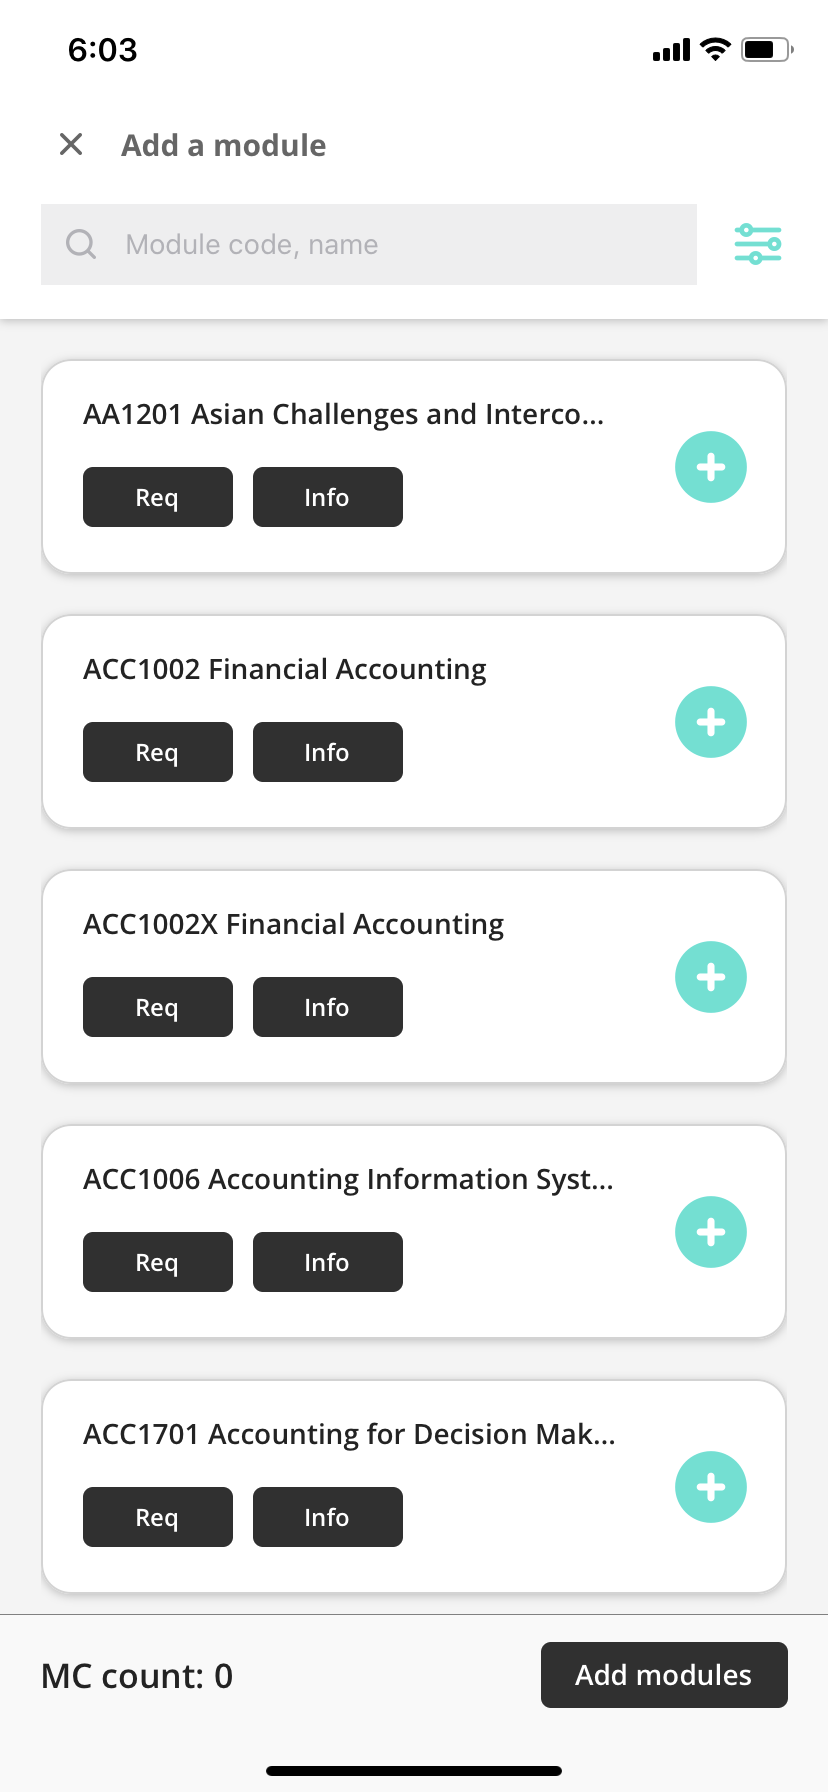 6:03
Add a module
Module code, name
AA1201 Asian Challenges and Interco...
Req Info
ACC1002 Financial Accounting
Req Info
ACC1002X Financial Accounting
Req Info
ACC1006 Accounting Information Syst...
Req Info
ACC1701 Accounting for Decision Mak...
Req Info
MC count: 0 Add modules